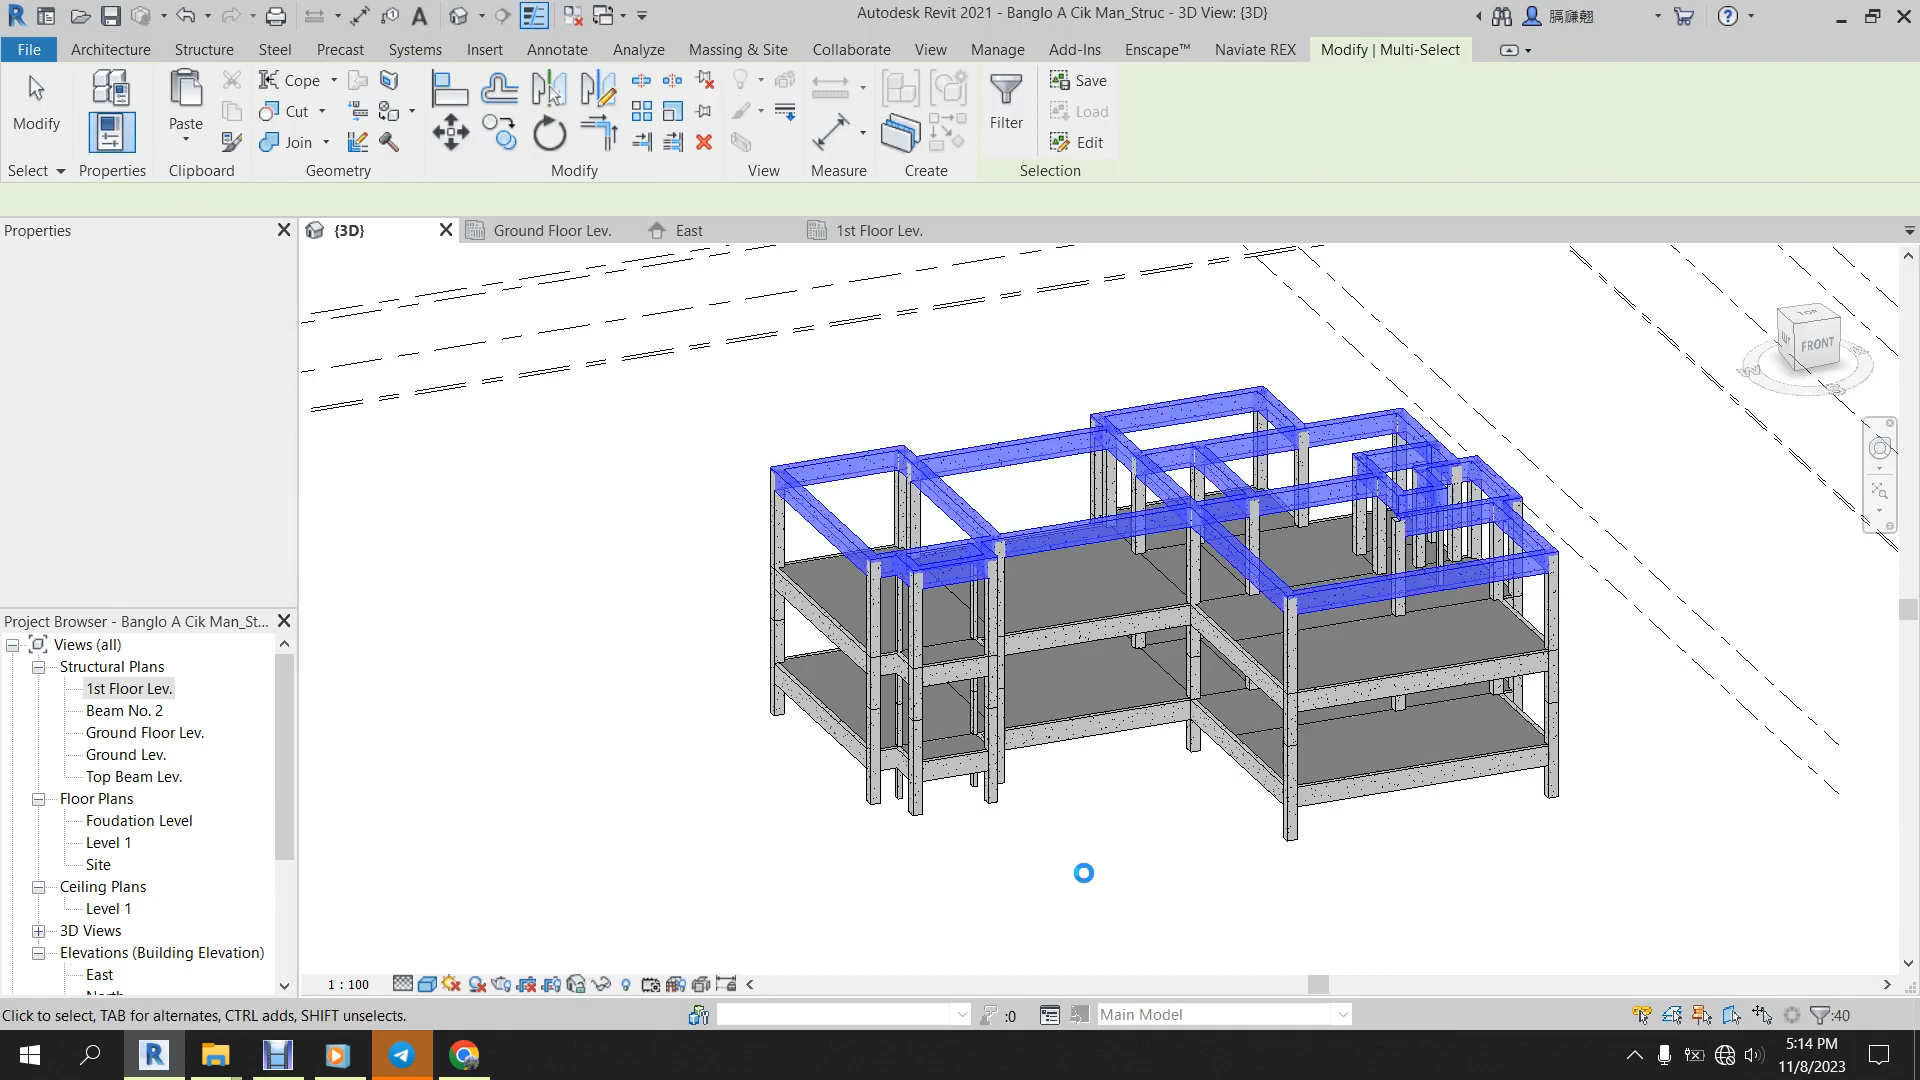 Autodesk Revit 2021 - Banglo A Cik Man_Struc - 3D View: {3D}
File Architecture Structure Steel Precast Systems Insert Annotate Analyze Massing & Site Collaborate View Manage Add-Ins Enscape™ Naviate REX Modify | Multi-Select
Modify
Paste
Cope
Cut
Join
Filter
Save
Load
Edit
Select Properties Clipboard Geometry Modify View Measure Create Selection
Properties
{3D} Ground Floor Lev. East 1st Floor Lev.
TOP
FRONT
Project Browser - Banglo A Cik Man_St...
Views (all)
Structural Plans
1st Floor Lev.
Beam No. 2
Ground Floor Lev.
Ground Lev.
Top Beam Lev.
Floor Plans
Foudation Level
Level 1
Site
Ceiling Plans
Level 1
3D Views
Elevations (Building Elevation)
East
1 : 100
Click to select, TAB for alternates, CTRL adds, SHIFT unselects.
:0
Main Model
:40
5:14 PM
11/8/2023